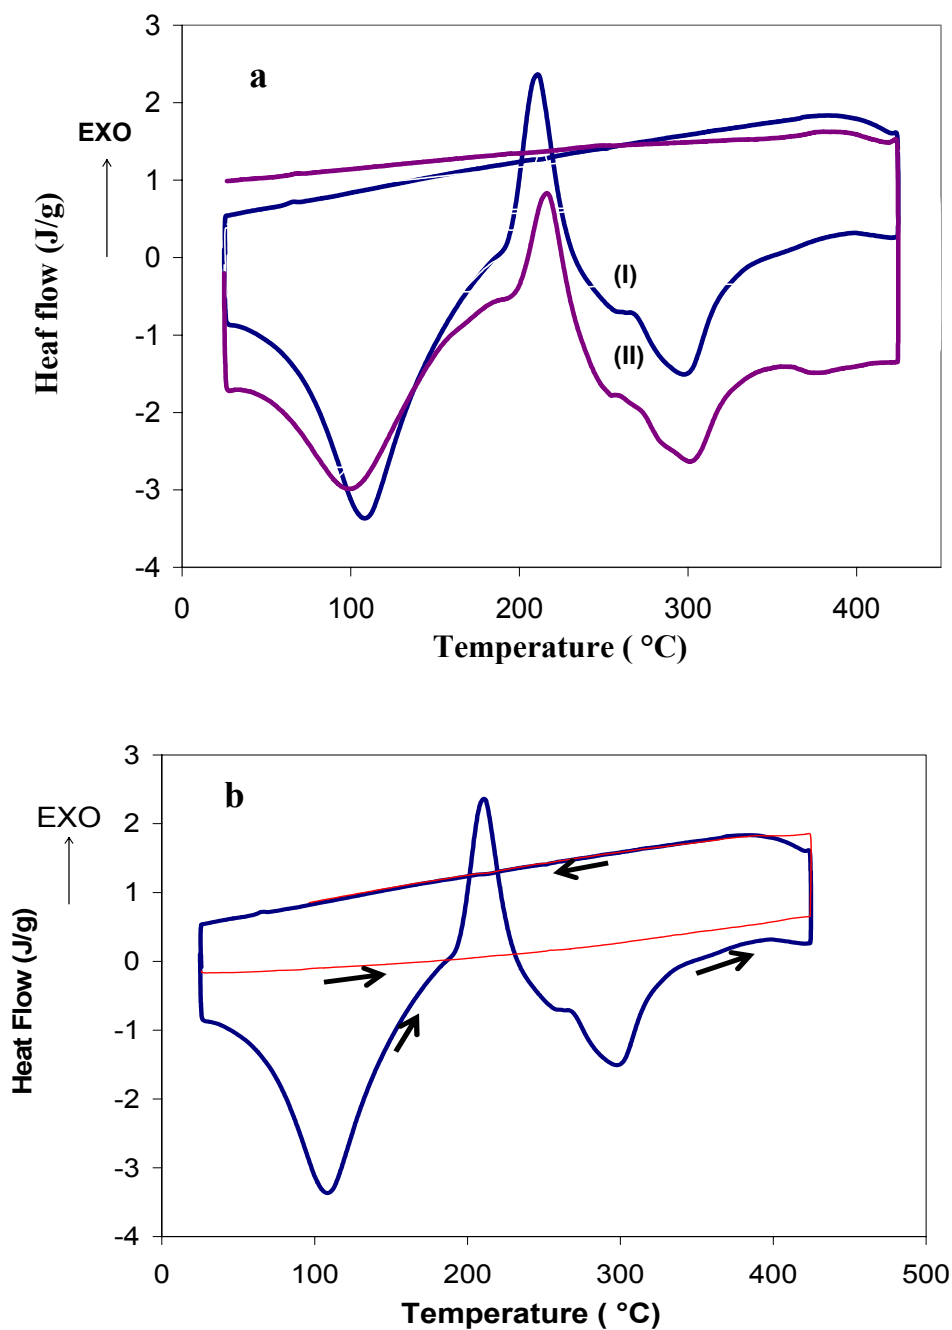 3
a
2
EXO
1
Heaf flow (J/g)
0
(I)
-1
(II)
-2
-3
-4
0 100 200 300 400
Temperature ( °C)
3
b
EXO
2
1
0
Heat Flow (J/g)
-1
-2
-3
-4
0 100 200 300 400 500
Temperature ( °C)